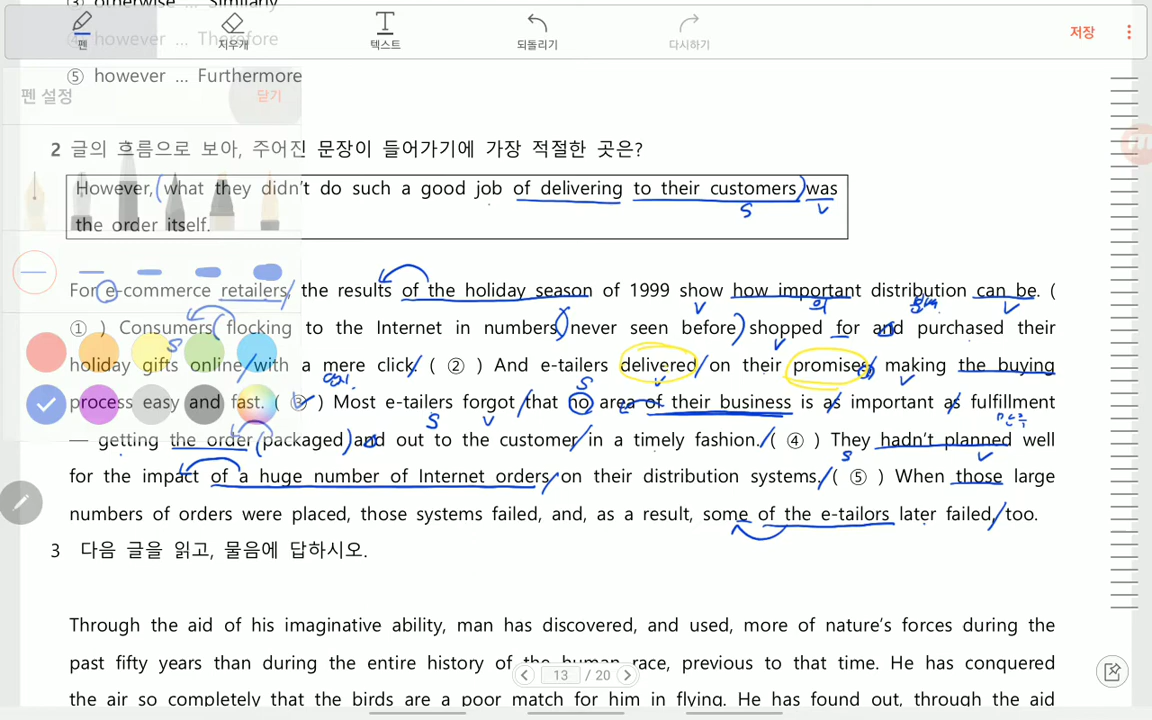 ③ otherwise ... Similarly
④ however ... Therefore
펜
지우개
텍스트
되돌리기
다시하기
저장
⑤ however ... Furthermore
펜 설정
닫기
2 글의 흐름으로 보아, 주어진 문장이 들어가기에 가장 적절한 곳은?
However, what they didn't do such a good job of delivering to their customers was
S
V
the order itself.
For e-commerce retailers, the results of the holiday season of 1999 show how important distribution can be. (
V
의
V
① ) Consumers flocking to the Internet in numbers never seen before shopped for and purchased their
S
V
holiday gifts online with a mere click. ( ② ) And e-tailers delivered on their promises, making the buying
V
V
process easy and fast. ( ③ ) Most e-tailers forgot that no area of their business is as important as fulfillment
S
S
V
— getting the order packaged and out to the customer in a timely fashion. ( ④ ) They hadn't planned well
S
V
for the impact of a huge number of Internet orders on their distribution systems. ( ⑤ ) When those large
numbers of orders were placed, those systems failed, and, as a result, some of the e-tailors later failed, too.
3 다음 글을 읽고, 물음에 답하시오.
Through the aid of his imaginative ability, man has discovered, and used, more of nature's forces during the
past fifty years than during the entire history of the human race, previous to that time. He has conquered
13 / 20
the air so completely that the birds are a poor match for him in flying. He has found out, through the aid